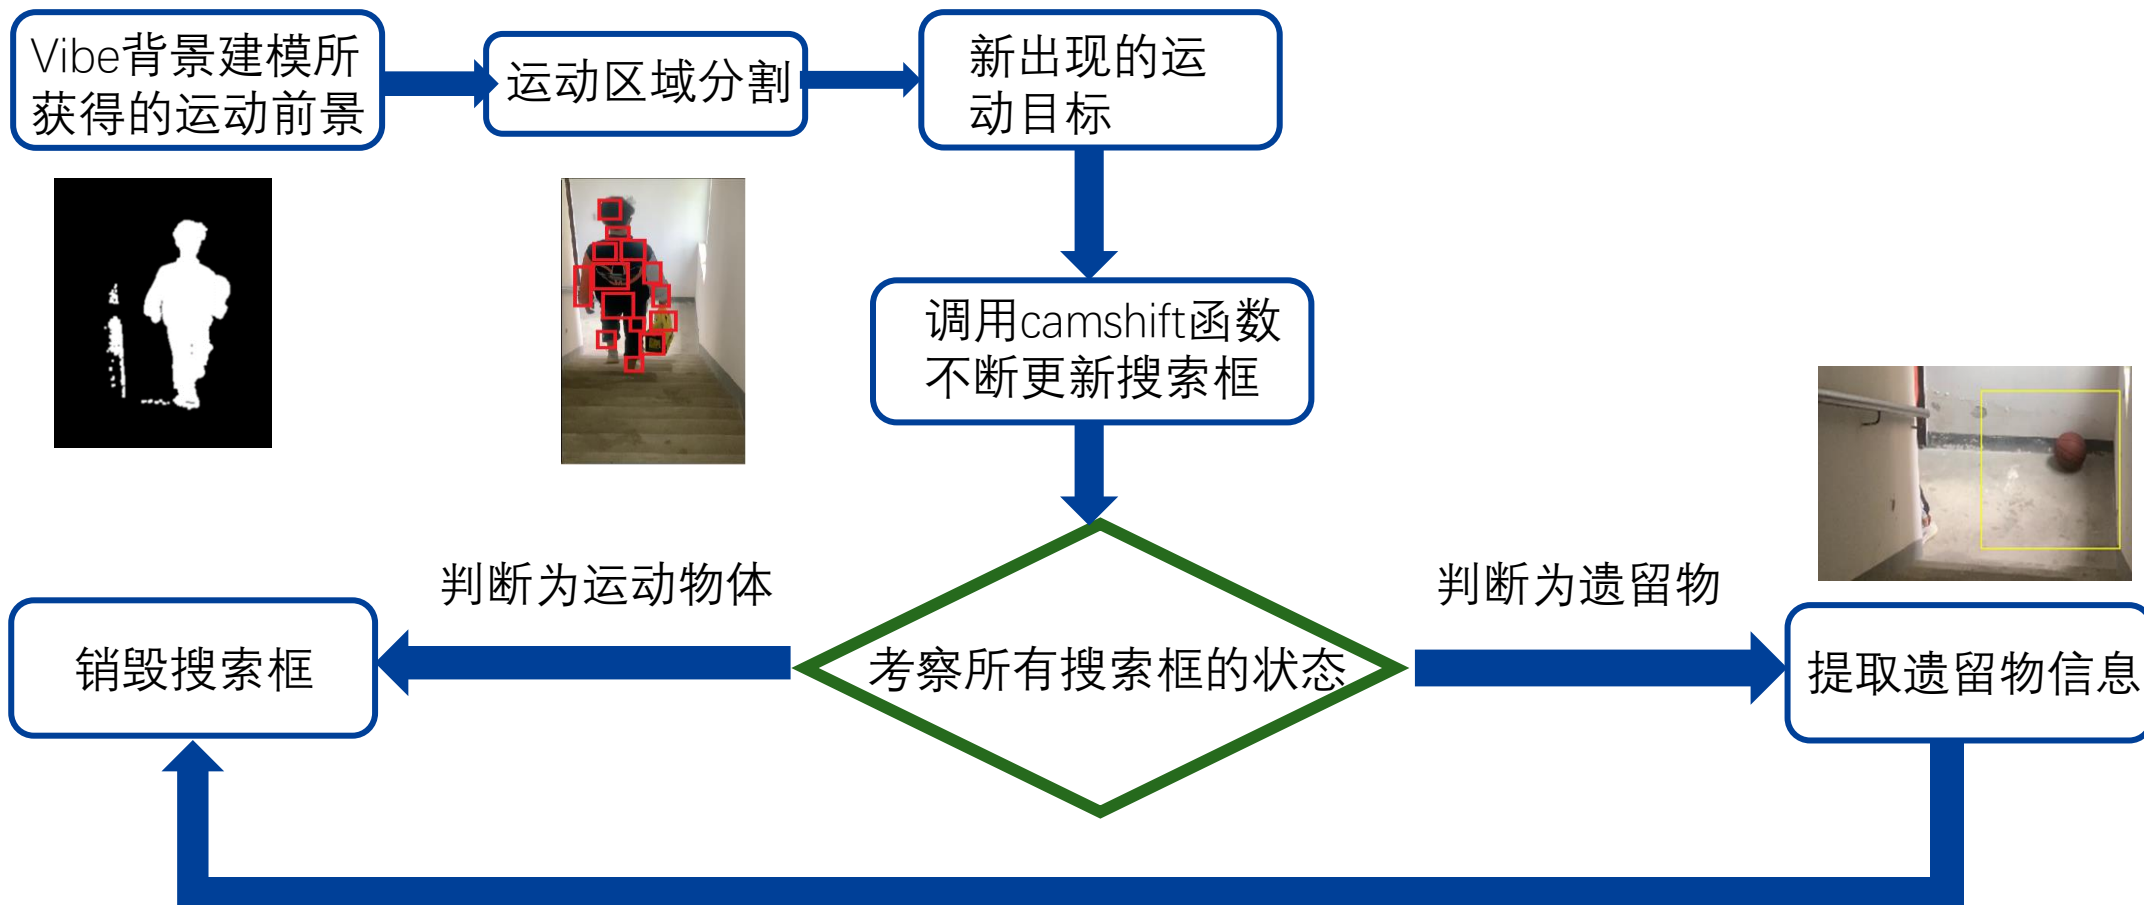 Vibe背景建模所
获得的运动前景
运动区域分割
新出现的运
动目标
调用camshift函数
不断更新搜索框
判断为运动物体
判断为遗留物
销毁搜索框
考察所有搜索框的状态
提取遗留物信息